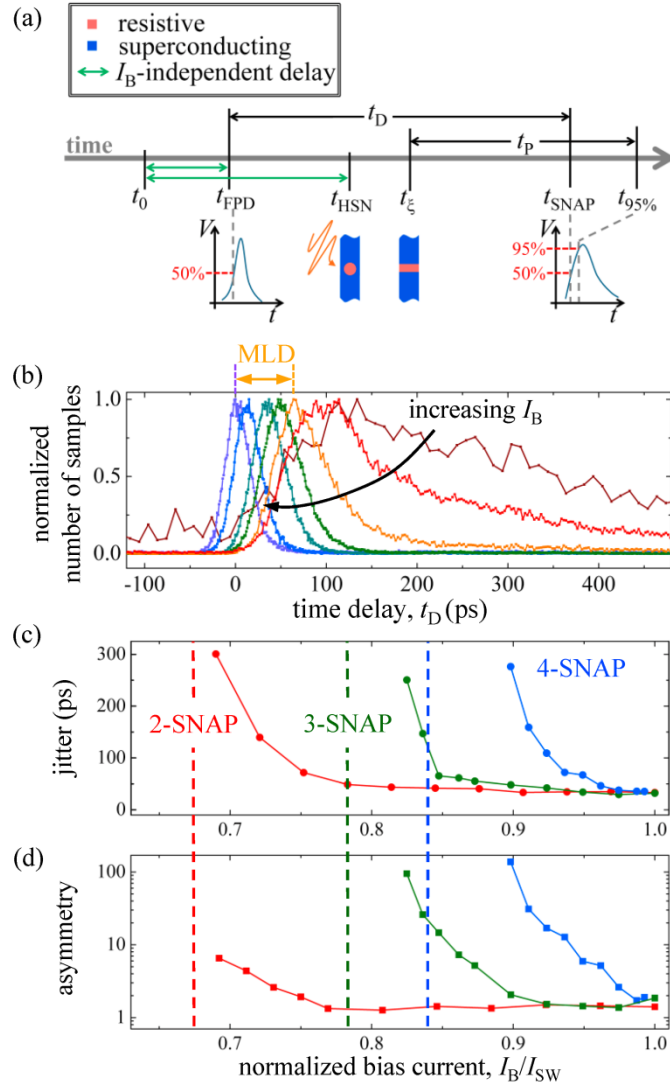 (a)
resistive
superconducting
I_B-independent delay
t_D
t_P
time
t_0
t_FPD
t_HSN
t_ξ
t_SNAP
t_95%
V
50%
t
V
95%
50%
t
(b)
MLD
increasing I_B
normalized
number of samples
1.0
0.5
0.0
-100
0
100
200
300
400
time delay, t_D (ps)
(c)
2-SNAP
3-SNAP
4-SNAP
jitter (ps)
300
200
100
0
0.7
0.8
0.9
1.0
(d)
asymmetry
100
10
1
0.7
0.8
0.9
1.0
normalized bias current, I_B/I_SW